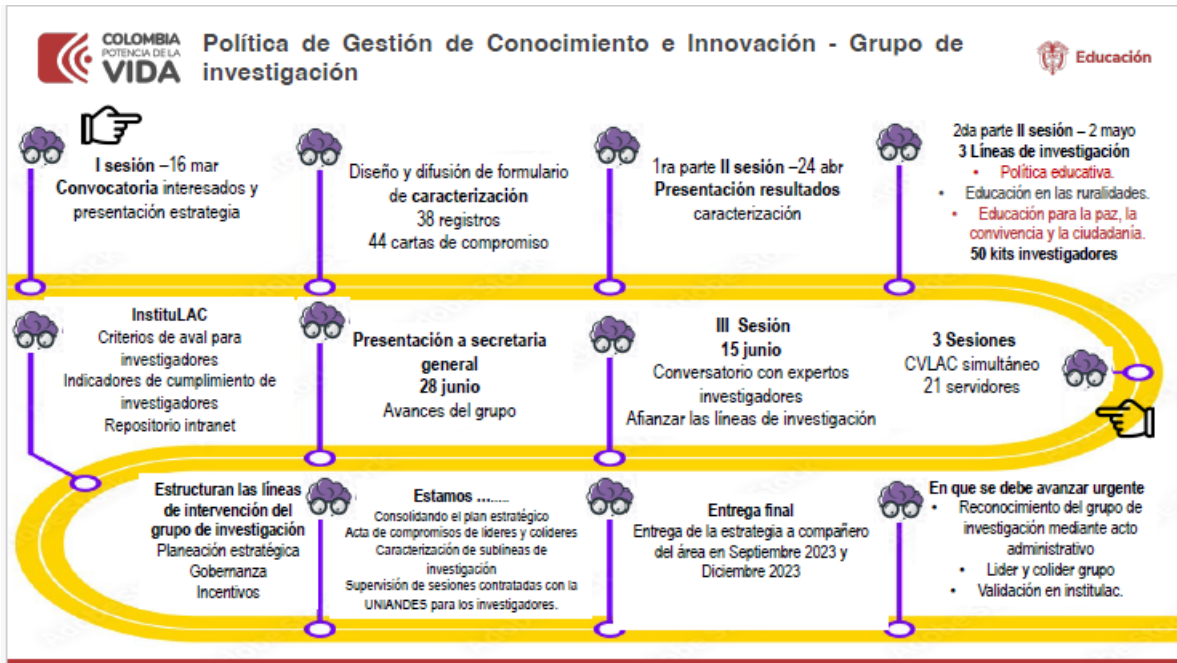 COLOMBIA
POTENCIA DE LA
VIDA
Política de Gestión de Conocimiento e Innovación - Grupo de
investigación
Educación
I sesión –16 mar
Convocatoria interesados y
presentación estrategia
Diseño y difusión de formulario
de caracterización
38 registros
44 cartas de compromiso
1ra parte II sesión –24 abr
Presentación resultados
caracterización
2da parte II sesión – 2 mayo
3 Líneas de investigación
• Política educativa.
• Educación en las ruralidades.
• Educación para la paz, la
convivencia y la ciudadanía.
50 kits investigadores
InstituLAC
Criterios de aval para
investigadores
Indicadores de cumplimiento de
investigadores
Repositorio intranet
Presentación a secretaria
general
28 junio
Avances del grupo
III Sesión
15 junio
Conversatorio con expertos
investigadores
Afianzar las líneas de investigación
3 Sesiones
CVLAC simultáneo
21 servidores
Estructuran las líneas
de intervención del
grupo de investigación
Planeación estratégica
Gobernanza
Incentivos
Estamos ........
Consolidando el plan estratégico
Acta de compromisos de líderes y colideres
Caracterización de sublíneas de
investigación
Supervisión de sesiones contratadas con la
UNIANDES para los investigadores.
Entrega final
Entrega de la estrategia a compañero
del área en Septiembre 2023 y
Diciembre 2023
En que se debe avanzar urgente
• Reconocimiento del grupo de
investigación mediante acto
administrativo
• Lider y colider grupo
• Validación en institulac.